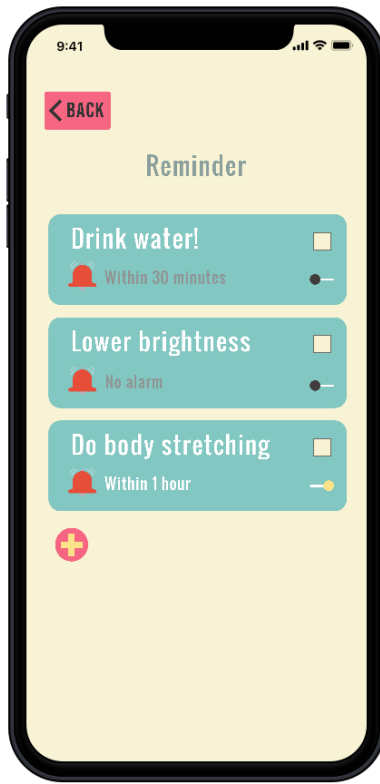 9:41
BACK
Reminder
Drink water!
Within 30 minutes
Lower brightness
No alarm
Do body stretching
Within 1 hour